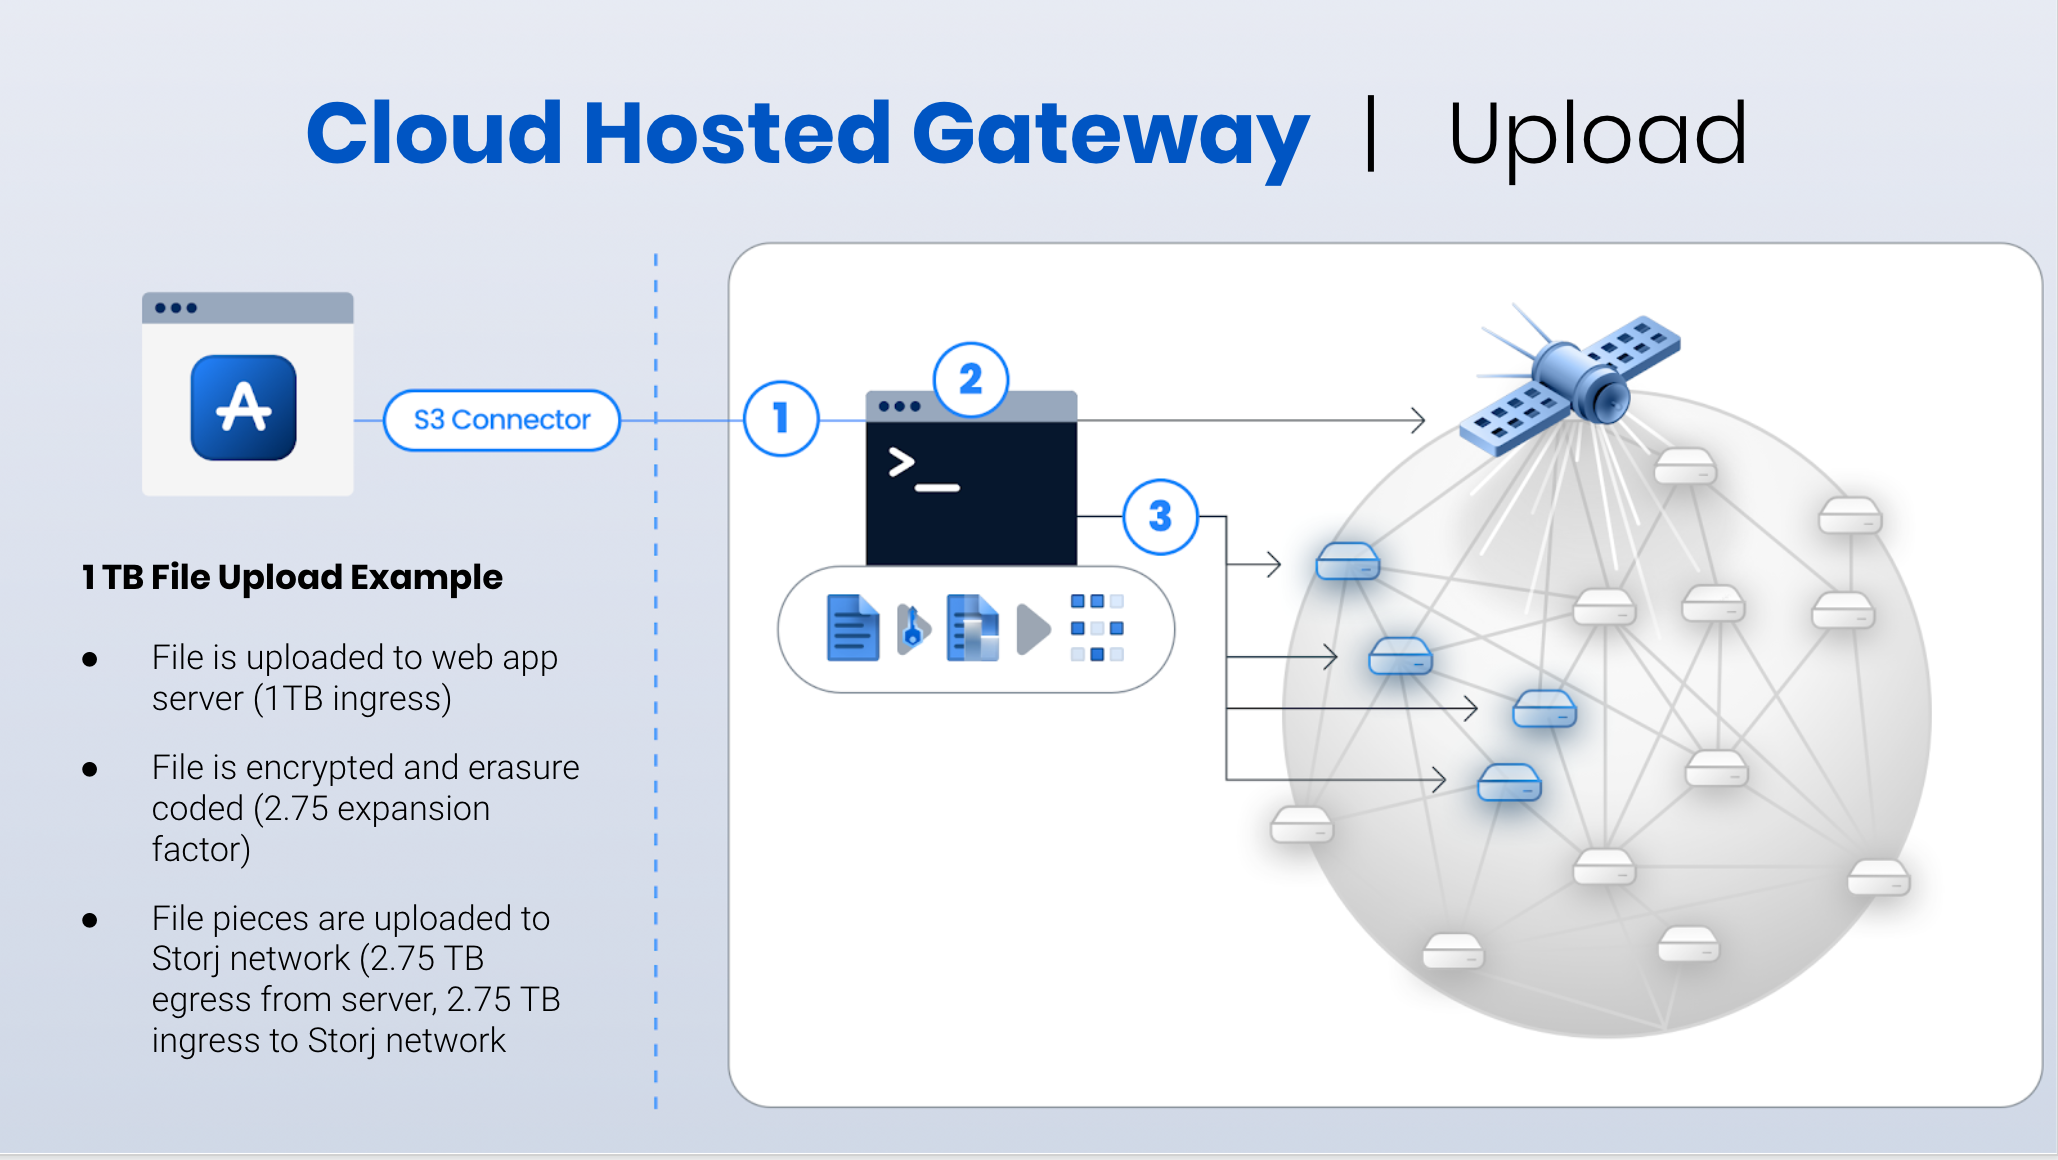 Cloud Hosted Gateway | Upload
S3 Connector
1
2
>_
3
1 TB File Upload Example
● File is uploaded to web app
server (1TB ingress)
● File is encrypted and erasure
coded (2.75 expansion
factor)
● File pieces are uploaded to
Storj network (2.75 TB
egress from server, 2.75 TB
ingress to Storj network